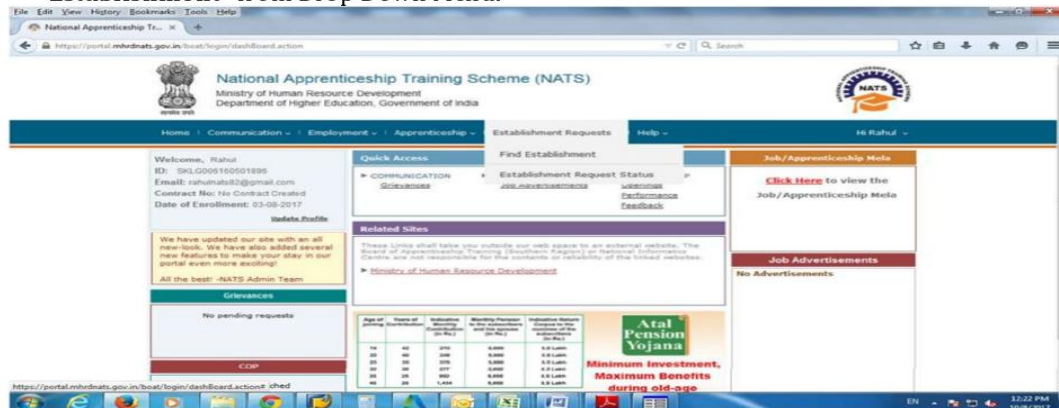 File Edit View History Bookmarks Tools Help
National Apprenticeship Tr...
https://portal.mhrdnats.gov.in/boat/login/dashBoard.action
Search
National Apprenticeship Training Scheme (NATS)
Ministry of Human Resource Development
Department of Higher Education, Government of India
NATS
Home Communication Employment Apprenticeship Establishment Requests Help Hi Rahul
Find Establishment
Establishment Request Status
Welcome, Rahul
Email: rahulnats82@gmail.com
Contract No: No Contract Created
Date of Enrollment: 03-08-2017
Update Profile
We have updated our site with an all
new-look. We have also added several
new features to make your stay in our
portal even more exciting!
All the best! -NATS Admin Team
Grievances
No pending requests
COP
Quick Access
COMMUNICATION
Grievances
Job Advertisements
Openings
Performance
Feedback
Related Sites
These Links shall take you outside our web space to an external website. The
Board of Apprenticeship Training (Southern Region) or National Informatics
Centre are not responsible for the contents or reliability of the linked websites.
Ministry of Human Resource Development
Atal
Pension
Yojana
Minimum Investment,
Maximum Benefits
during old-age
Job/Apprenticeship Mela
Click Here to view the
Job/Apprenticeship Mela
Job Advertisements
No Advertisements
https://portal.mhrdnats.gov.in/boat/login/dashBoard.action#
EN
12:22 PM